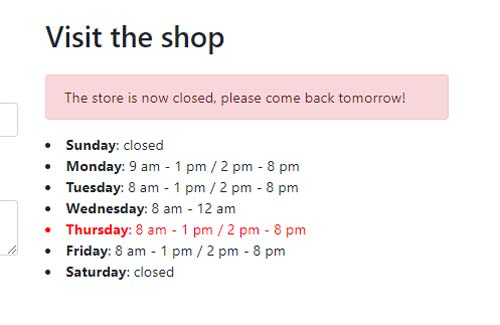 Visit the shop
The store is now closed, please come back tomorrow!
Sunday: closed
Monday: 9 am - 1 pm / 2 pm - 8 pm
Tuesday: 8 am - 1 pm / 2 pm - 8 pm
Wednesday: 8 am - 12 am
Thursday: 8 am - 1 pm / 2 pm - 8 pm
Friday: 8 am - 1 pm / 2 pm - 8 pm
Saturday: closed